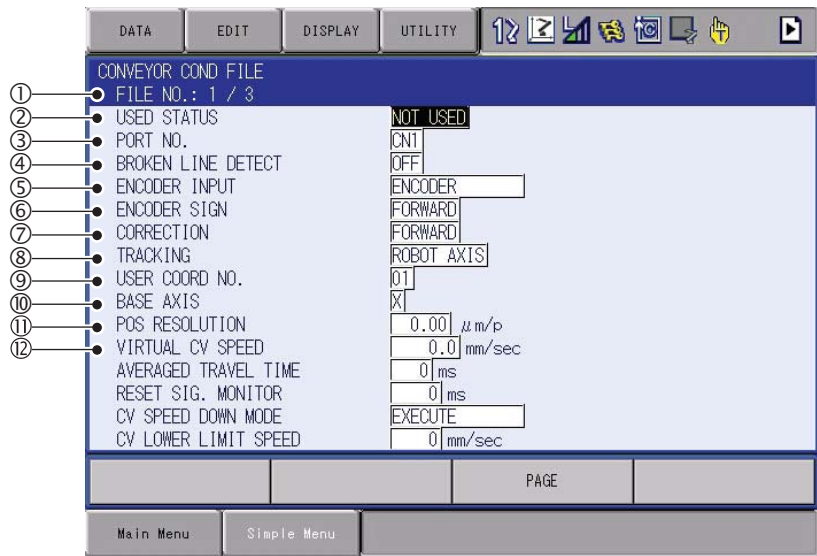 DATA EDIT DISPLAY UTILITY
CONVEYOR COND FILE
① FILE NO.: 1 / 3
② USED STATUS NOT USED
③ PORT NO. CN1
④ BROKEN LINE DETECT OFF
⑤ ENCODER INPUT ENCODER
⑥ ENCODER SIGN FORWARD
⑦ CORRECTION FORWARD
⑧ TRACKING ROBOT AXIS
⑨ USER COORD NO. 01
⑩ BASE AXIS X
⑪ POS RESOLUTION 0.00 μm/p
⑫ VIRTUAL CV SPEED 0.0 mm/sec
AVERAGED TRAVEL TIME 0 ms
RESET SIG. MONITOR 0 ms
CV SPEED DOWN MODE EXECUTE
CV LOWER LIMIT SPEED 0 mm/sec
PAGE
Main Menu Simple Menu